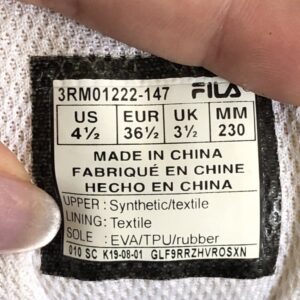 3RM01222-147 FILA
US EUR UK MM
4½ 36½ 3½ 230
MADE IN CHINA
FABRIQUÉ EN CHINE
HECHO EN CHINA
UPPER: Synthetic/textile
LINING: Textile
SOLE : EVA/TPU/rubber
010 SC K19-08-01 GLF9RRZHVROSXN